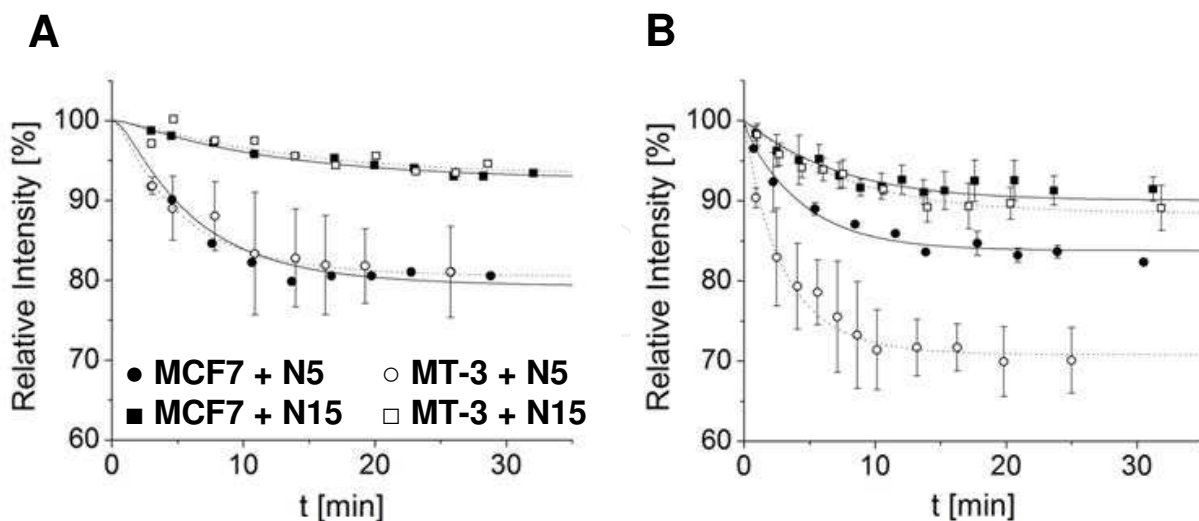 A
B
Relative Intensity [%]
100
90
80
70
60
0
10
20
30
t [min]
MCF7 + N5
MT-3 + N5
MCF7 + N15
MT-3 + N15
Relative Intensity [%]
100
90
80
70
60
0
10
20
30
t [min]